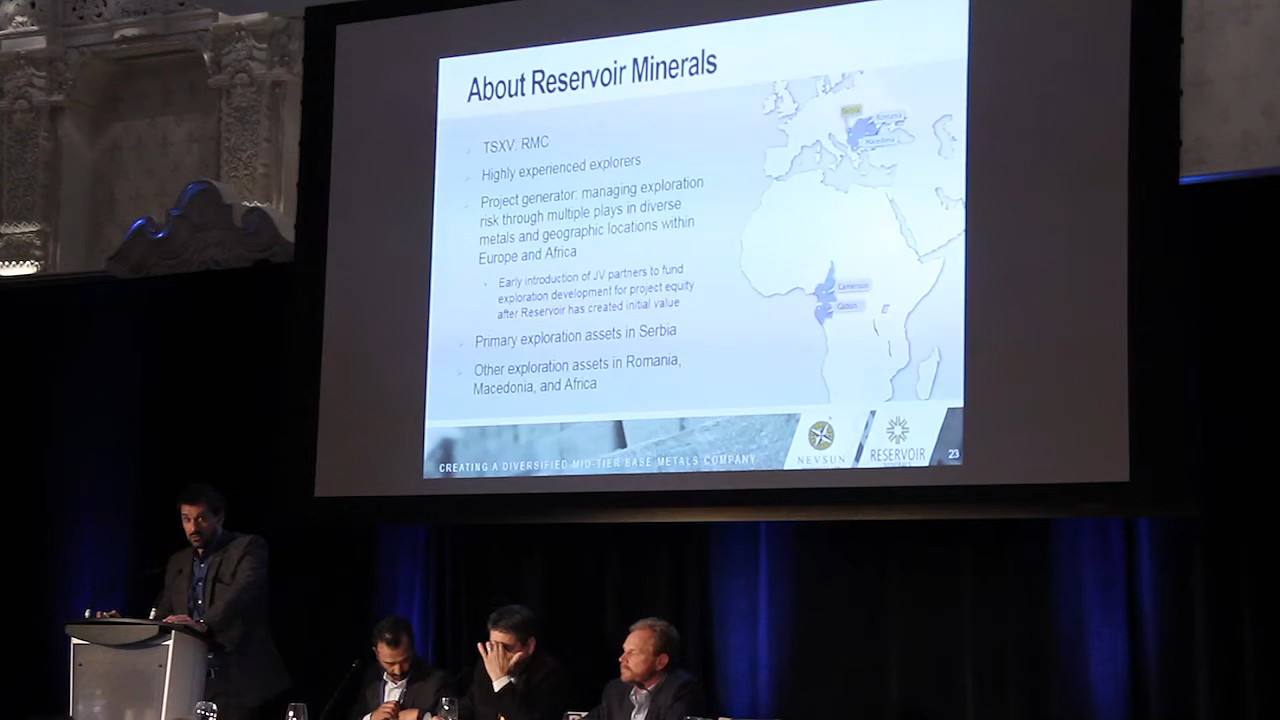 About Reservoir Minerals
TSXV: RMC
Highly experienced explorers
Project generator: managing exploration
risk through multiple plays in diverse
metals and geographic locations within
Europe and Africa
Early introduction of JV partners to fund
exploration development for project equity
after Reservoir has created initial value
Primary exploration assets in Serbia
Other exploration assets in Romania,
Macedonia, and Africa
Serbia
Romania
Macedonia
Cameroon
Gabon
CREATING A DIVERSIFIED MID-TIER BASE METALS COMPANY
NEVSUN
RESERVOIR
MINERALS
23